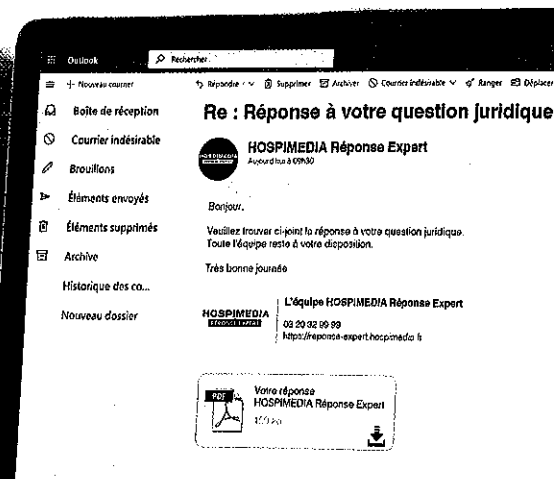 Outlook
Rechercher
Nouveau courrier
Répondre
Supprimer
Archiver
Courrier indésirable
Ranger
Déplacer
Boîte de réception
Courrier indésirable
Brouillons
Éléments envoyés
Éléments supprimés
Archive
Historique des co...
Nouveau dossier
Re : Réponse à votre question juridique
HOSPIMEDIA Réponse Expert
Aujourd'hui à 09h30
Bonjour,
Veuillez trouver ci-joint la réponse à votre question juridique.
Toute l'équipe reste à votre disposition.
Très bonne journée
HOSPIMEDIA
RÉPONSE EXPERT
L'équipe HOSPIMEDIA Réponse Expert
03 20 32 99 99
https://reponse-expert.hospimedia.fr
PDF
Votre réponse
HOSPIMEDIA Réponse Expert